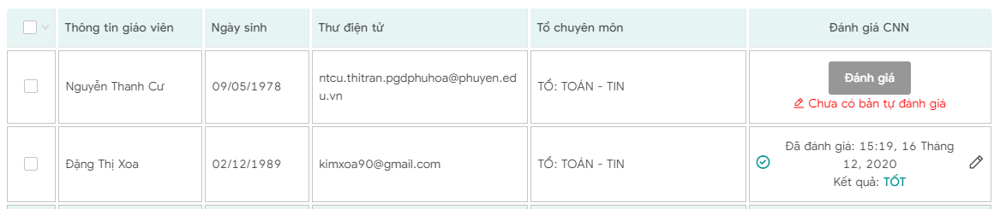 Thông tin giáo viên
Ngày sinh
Thư điện tử
Tổ chuyên môn
Đánh giá CNN
Nguyễn Thanh Cư
09/05/1978
ntcu.thitran.pgdphuhoa@phuyen.ed
u.vn
TỔ: TOÁN - TIN
Đánh giá
Chưa có bản tự đánh giá
Đặng Thị Xoa
02/12/1989
kimxoa90@gmail.com
TỔ: TOÁN - TIN
Đã đánh giá: 15:19, 16 Tháng
12, 2020
Kết quả: TỐT